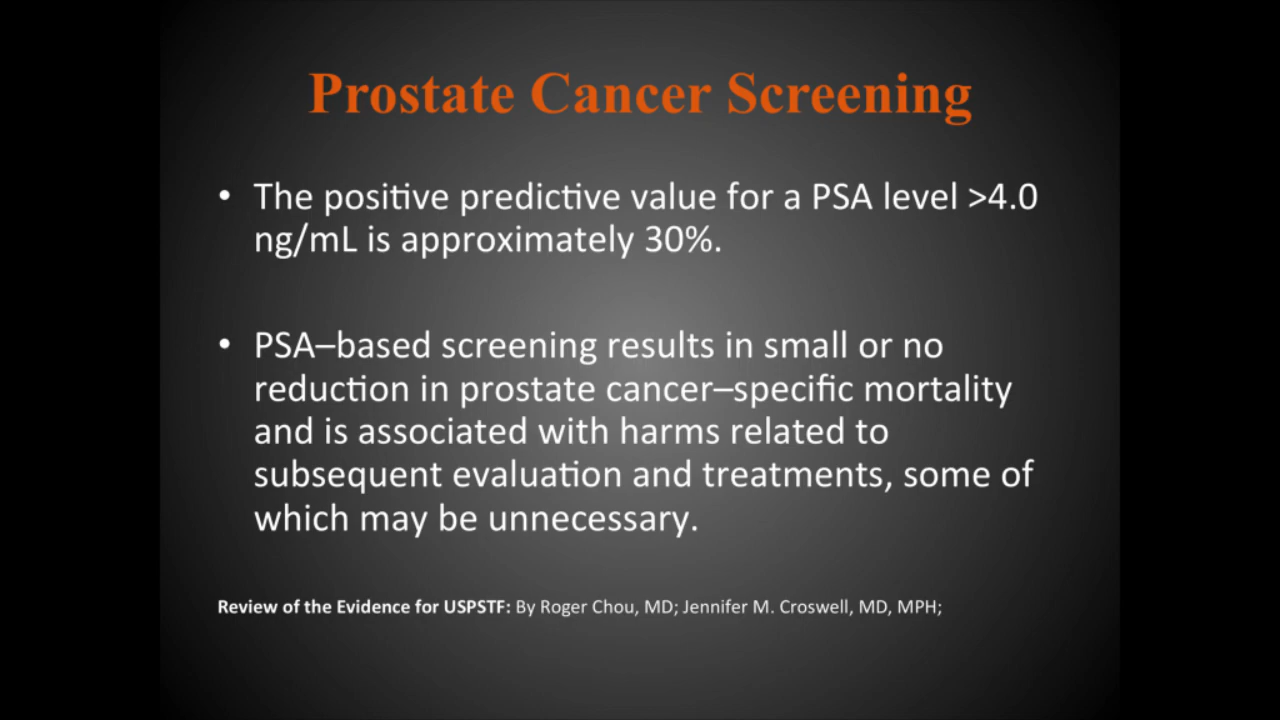 Prostate Cancer Screening
• The positive predictive value for a PSA level >4.0
ng/mL is approximately 30%.
• PSA–based screening results in small or no
reduction in prostate cancer–specific mortality
and is associated with harms related to
subsequent evaluation and treatments, some of
which may be unnecessary.
Review of the Evidence for USPSTF: By Roger Chou, MD; Jennifer M. Croswell, MD, MPH;